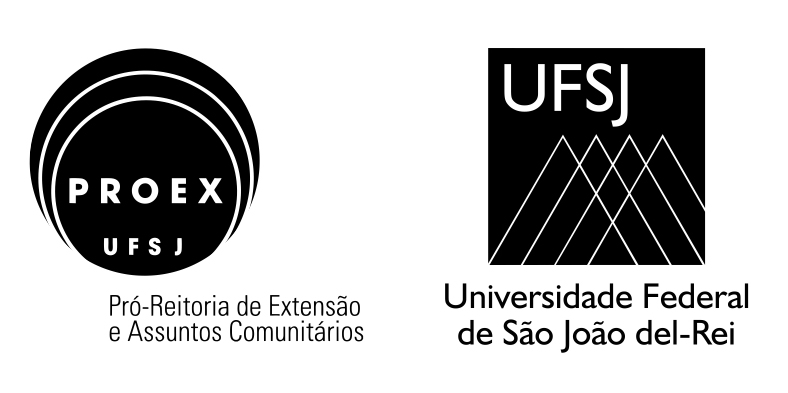 PROEX
UFSJ
Pró-Reitoria de Extensão
e Assuntos Comunitários
UFSJ
Universidade Federal
de São João del-Rei